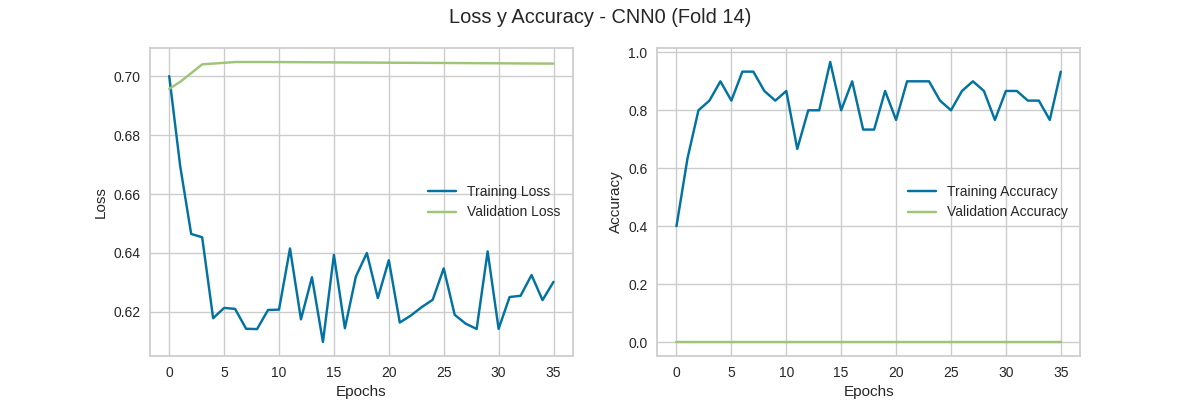 Loss y Accuracy - CNN0 (Fold 14)
0.70
0.68
0.66
0.64
0.62
Loss
Training Loss
Validation Loss
0 5 10 15 20 25 30 35
Epochs
1.0
0.8
0.6
0.4
0.2
0.0
Accuracy
Training Accuracy
Validation Accuracy
0 5 10 15 20 25 30 35
Epochs